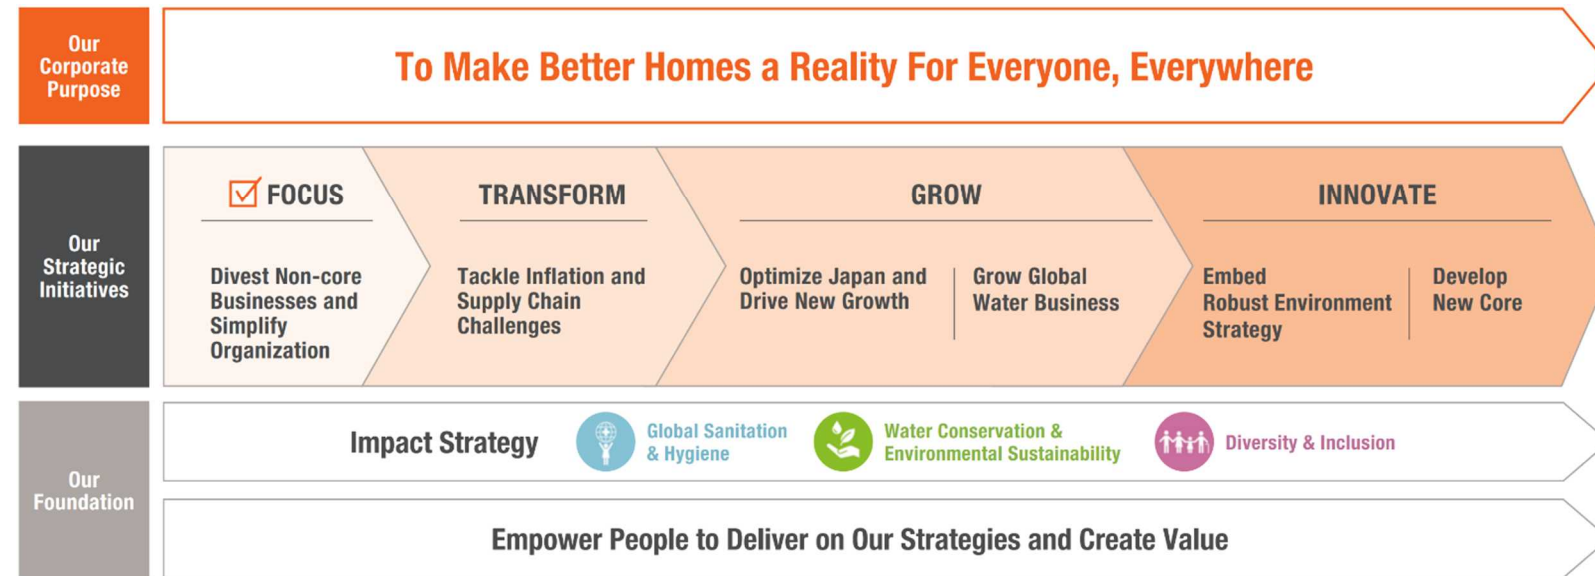 Our
Corporate
Purpose
To Make Better Homes a Reality For Everyone, Everywhere
Our
Strategic
Initiatives
FOCUS
Divest Non-core
Businesses and
Simplify
Organization
TRANSFORM
Tackle Inflation and
Supply Chain
Challenges
GROW
Optimize Japan and
Drive New Growth
Grow Global
Water Business
INNOVATE
Embed
Robust Environment
Strategy
Develop
New Core
Our
Foundation
Impact Strategy
Global Sanitation
& Hygiene
Water Conservation &
Environmental Sustainability
Diversity & Inclusion
Empower People to Deliver on Our Strategies and Create Value